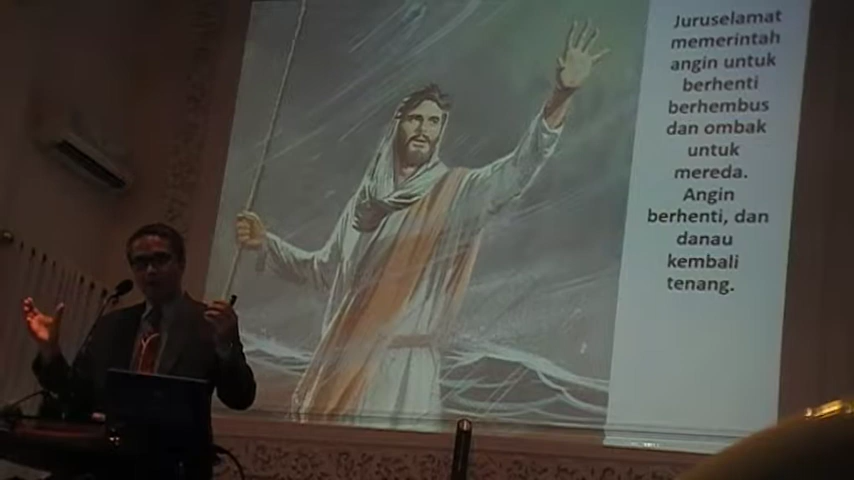 Juruselamat
memerintah
angin untuk
berhenti
berhembus
dan ombak
untuk
mereda.
Angin
berhenti, dan
danau
kembali
tenang.